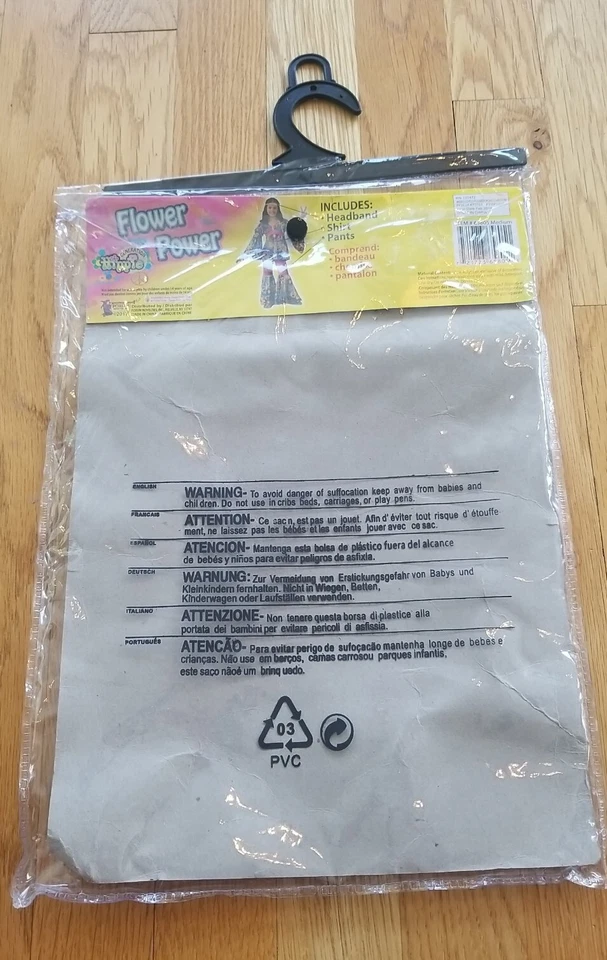 Flower
Power
INCLUDES:
• Headband
• Shirt
• Pants
Comprend:
• bandeau
• pantalon
ENGLISH
WARNING- To avoid danger of suffocation keep away from babies and
children. Do not use in cribs beds, carriages, or play pens.
FRANCAIS
ATTENTION- Ce sac n, est pas un jouet. Afin d' éviter tout risque d' étouffe
ment, ne laissez pas les bébés et les enfants jouer avec ce sac.
ESPAÑOL
ATENCION- Mantenga esta bolsa de plástico fuera del alcance
de bebés y niños para evitar peligros de asfixia.
DEUTSCH
WARNUNG: Zur Vermeidung von Erstickungsgefahr von Babys und
Kleinkindern fernhalten. Nicht in Wiegen, Betten,
Kinderwagen oder Laufställen verwenden.
ITALIANO
ATTENZIONE- Non tenere questa borsa di plastice alla
portata dei bambini per evitare pericoli di asfissia.
PORTUGUÊS
ATENCÃO- Para evitar perigo de sufocação mantenha longe de bebés e
crianças. Não use em berços, camas carrosou parques infantis.
este saço nãoé um brinquedo.
03
PVC